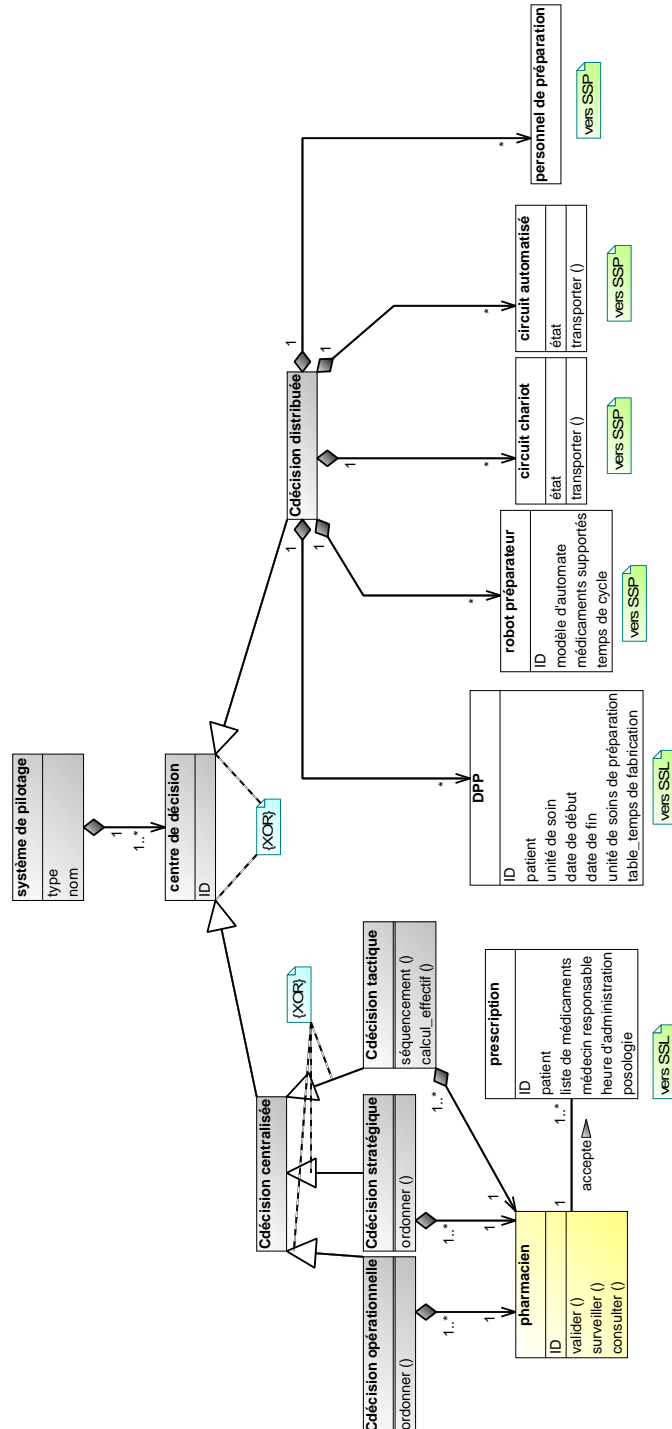 système de pilotage
type
nom
1
1..*
centre de décision
ID
{XOR}
Cdécision centralisée
{XOR}
Cdécision distribuée
1
1
1
1
1
Cdécision opérationnelle
ordonner ()
Cdécision stratégique
ordonner ()
Cdécision tactique
séquencement ()
calcul_effectif ()
1..*
1
1..*
1
1..*
1
pharmacien
ID
valider ()
surveiller ()
consulter ()
1
accepte
1..*
prescription
ID
patient
liste de médicaments
médecin responsable
heure d'administration
posologie
vers SSL
*
DPP
ID
patient
unité de soin
date de début
date de fin
unité de soins de préparation
table_temps de fabrication
vers SSL
*
robot préparateur
ID
modèle d'automate
médicaments supportés
temps de cycle
vers SSP
*
circuit chariot
état
transporter ()
vers SSP
*
circuit automatisé
état
transporter ()
vers SSP
*
personnel de préparation
vers SSP